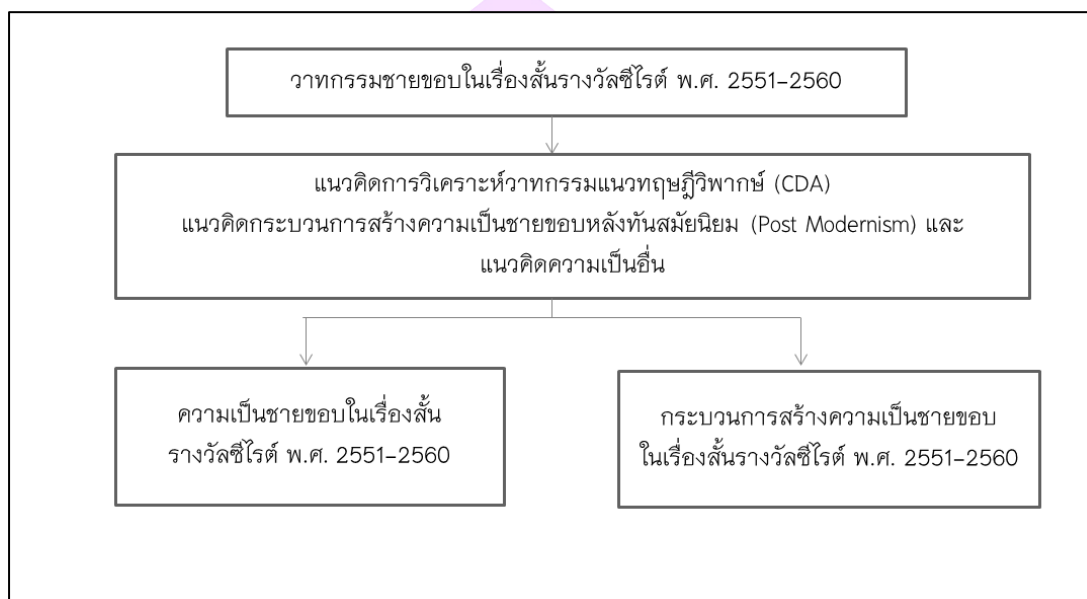 วาทกรรมชายขอบในเรื่องสั้นรางวัลซีไรต์ พ.ศ. 2551-2560
แนวคิดการวิเคราะห์วาทกรรมแนวทฤษฎีวิพากษ์ (CDA)
แนวคิดกระบวนการสร้างความเป็นชายขอบหลังทันสมัยนิยม (Post Modernism) และ
แนวคิดความเป็นอื่น
ความเป็นชายขอบในเรื่องสั้น
รางวัลซีไรต์ พ.ศ. 2551-2560
กระบวนการสร้างความเป็นชายขอบ
ในเรื่องสั้นรางวัลซีไรต์ พ.ศ. 2551-2560